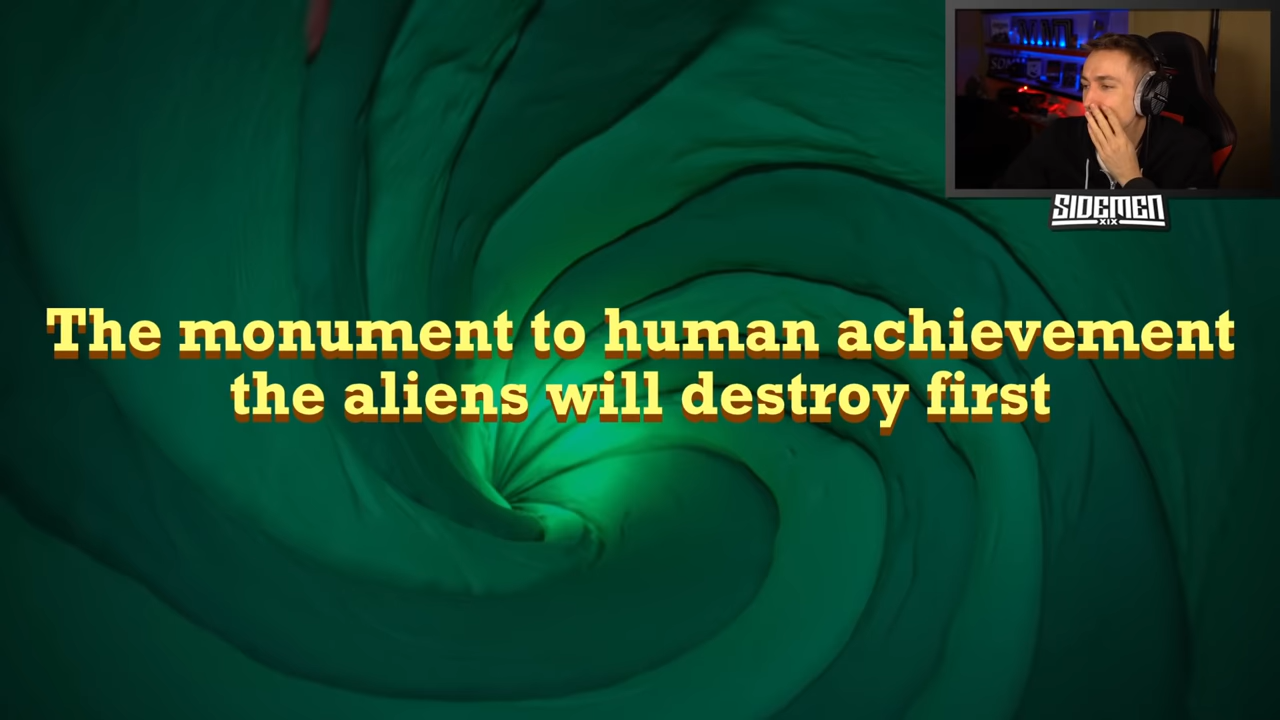 The monument to human achievement
the aliens will destroy first
SIDEMEN
XIX